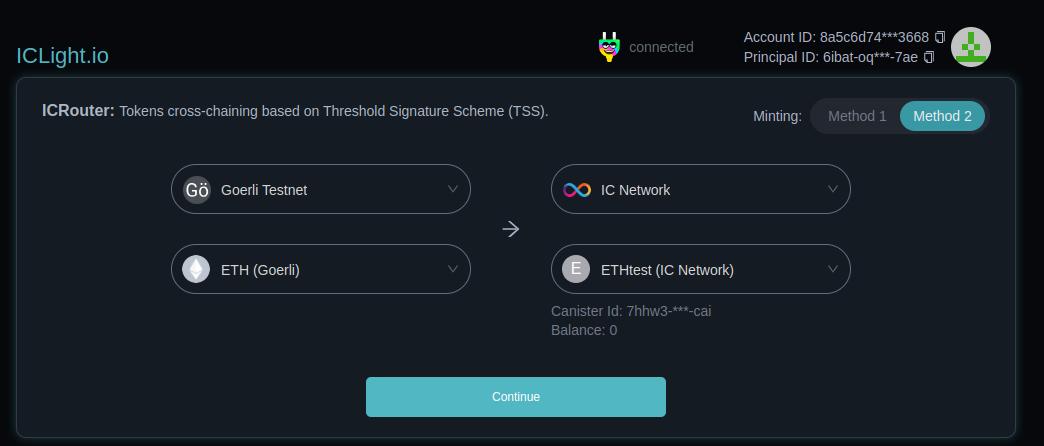 ICLight.io
connected
Account ID: 8a5c6d74***3668
Principal ID: 6ibat-oq***-7ae
ICRouter: Tokens cross-chaining based on Threshold Signature Scheme (TSS).
Minting: Method 1 Method 2
Gö Goerli Testnet
IC Network
ETH (Goerli)
E ETHtest (IC Network)
Canister Id: 7hhw3-***-cai
Balance: 0
Continue